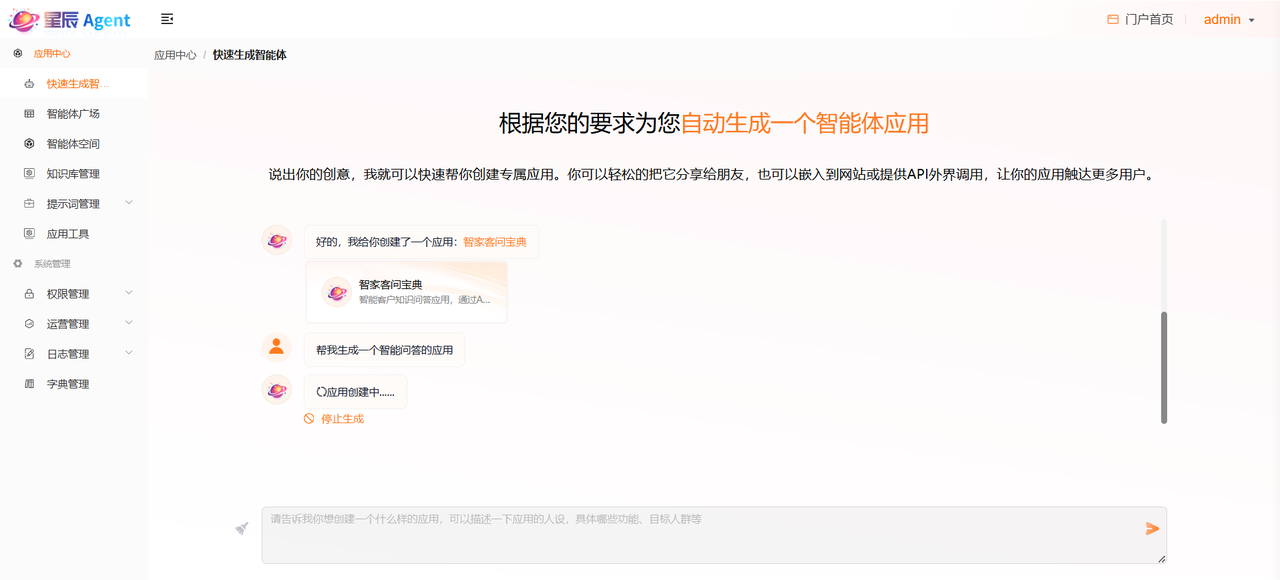 星辰 Agent
门户首页
admin
应用中心
快速生成智...
智能体广场
智能体空间
知识库管理
提示词管理
应用工具
系统管理
权限管理
运营管理
日志管理
字典管理
应用中心 / 快速生成智能体
根据您的要求为您自动生成一个智能体应用
说出你的创意，我就可以快速帮你创建专属应用。你可以轻松的把它分享给朋友，也可以嵌入到网站或提供API外界调用，让你的应用触达更多用户。
好的，我给你创建了一个应用：智家客问宝典
智家客问宝典
智能客户知识问答应用，通过A...
帮我生成一个智能问答的应用
应用创建中......
停止生成
请告诉我你想创建一个什么样的应用，可以描述一下应用的人设，具体哪些功能、目标人群等